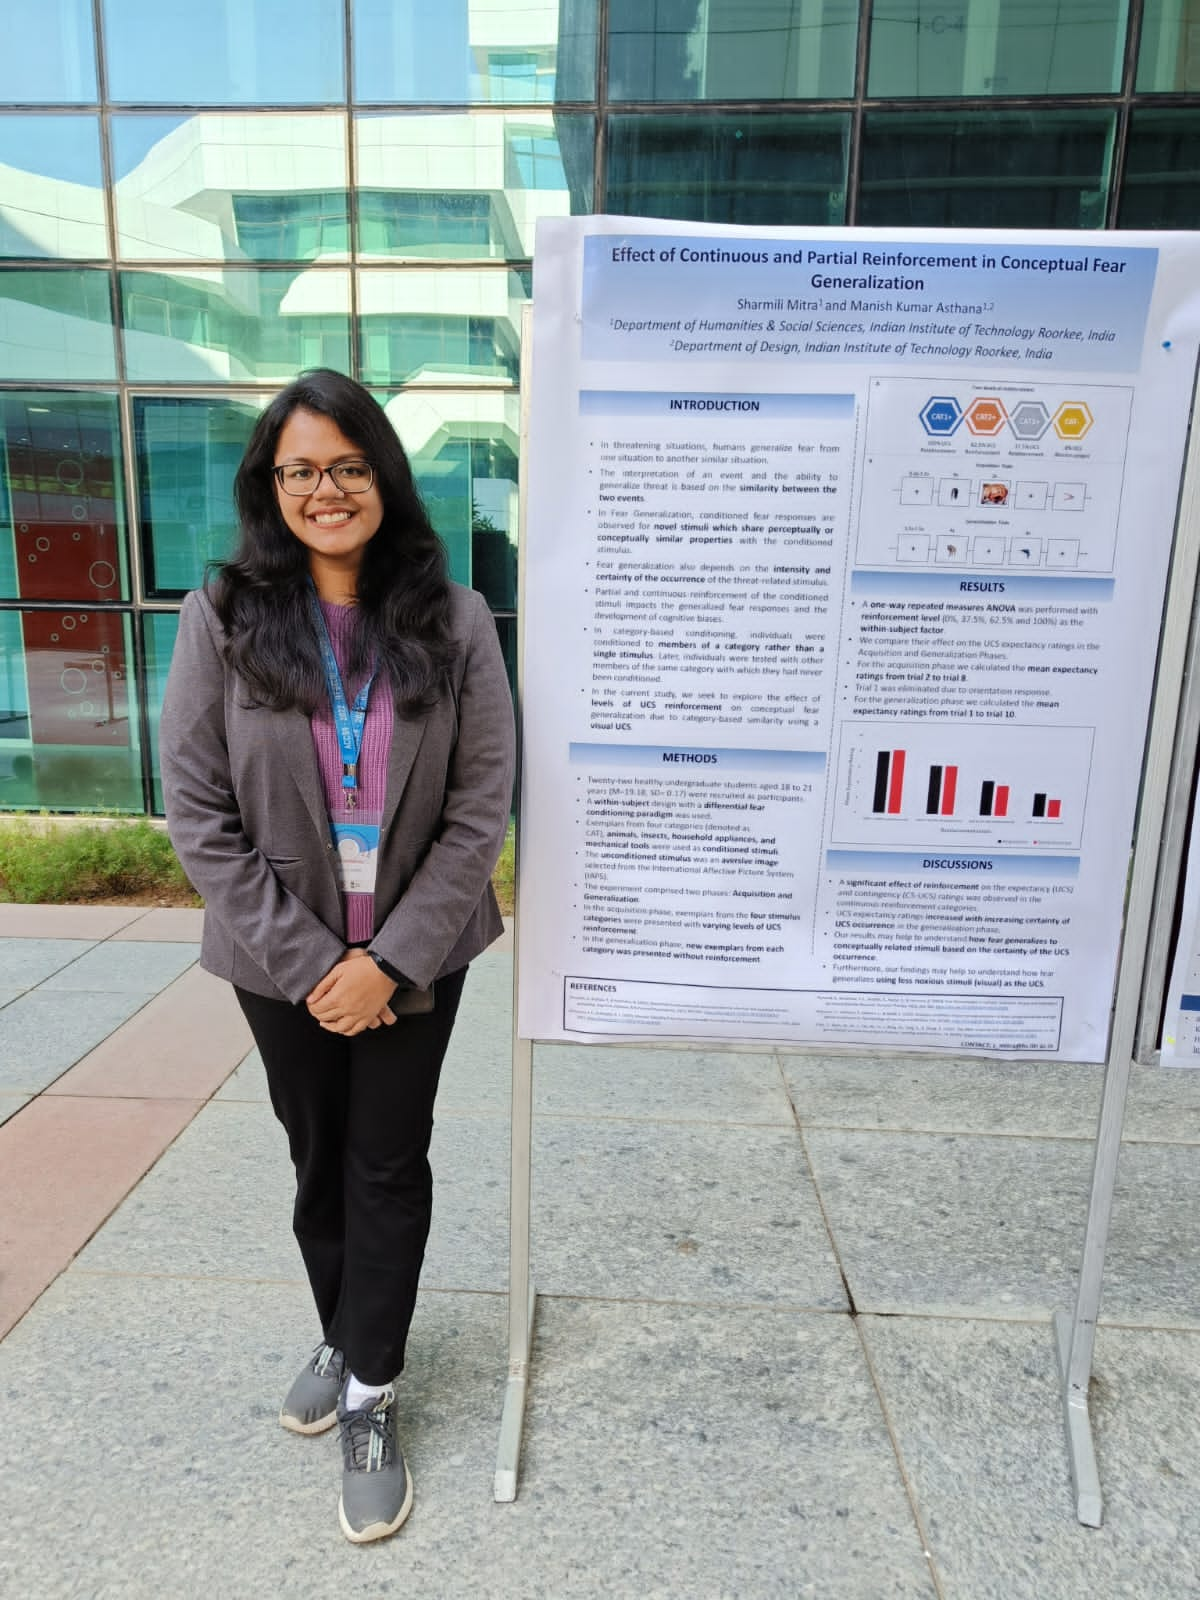 Effect of Continuous and Partial Reinforcement in Conceptual Fear
Generalization
Sharmili Mitra1 and Manish Kumar Asthana1,2
1Department of Humanities & Social Sciences, Indian Institute of Technology Roorkee, India
2Department of Design, Indian Institute of Technology Roorkee, India
INTRODUCTION
• In threatening situations, humans generalize fear from
one situation to another similar situation.
• The interpretation of an event and the ability to
generalize threat is based on the similarity between the
two events.
• In Fear Generalization, conditioned fear responses are
observed for novel stimuli which share perceptually or
conceptually similar properties with the conditioned
stimulus.
• Fear generalization also depends on the intensity and
certainty of the occurrence of the threat-related stimulus.
• Partial and continuous reinforcement of the conditioned
stimuli impacts the generalized fear responses and the
development of cognitive biases.
• In category-based conditioning, individuals were
conditioned to members of a category rather than a
single stimulus. Later, individuals were tested with other
members of the same category with which they had never
been conditioned.
• In the current study, we seek to explore the effect of
levels of UCS reinforcement on conceptual fear
generalization due to category-based similarity using a
visual UCS.
METHODS
• Twenty-two healthy undergraduate students aged 18 to 21
years (M=19.18, SD= 0.17) were recruited as participants.
• A within-subject design with a differential fear
conditioning paradigm was used.
• Exemplars from four categories (denoted as
CAT), animals, insects, household appliances, and
mechanical tools were used as conditioned stimuli.
• The unconditioned stimulus was an aversive image
selected from the International Affective Picture System
(IAPS).
• The experiment comprised two phases: Acquisition and
Generalization.
• In the acquisition phase, exemplars from the four stimulus
categories were presented with varying levels of UCS
reinforcement.
• In the generalization phase, new exemplars from each
category was presented without reinforcement.
CAT1+ CAT2+ CAT3+ CAT-
Acquisition Trials
Generalization Trials
RESULTS
• A one-way repeated measures ANOVA was performed with
reinforcement level (0%, 37.5%, 62.5% and 100%) as the
within-subject factor.
• We compare their effect on the UCS expectancy ratings in the
Acquisition and Generalization Phases.
• For the acquisition phase we calculated the mean expectancy
ratings from trial 2 to trial 8.
• Trial 1 was eliminated due to orientation response.
• For the generalization phase we calculated the mean
expectancy ratings from trial 1 to trial 10.
DISCUSSIONS
• A significant effect of reinforcement on the expectancy (UCS)
and contingency (CS-UCS) ratings was observed in the
continuous reinforcement categories.
• UCS expectancy ratings increased with increasing certainty of
UCS occurrence in the generalization phase.
• Our results may help to understand how fear generalizes to
conceptually related stimuli based on the certainty of the UCS
occurrence.
• Furthermore, our findings may help to understand how fear
generalizes using less noxious stimuli (visual) as the UCS.
REFERENCES
ACCS9 - 2022